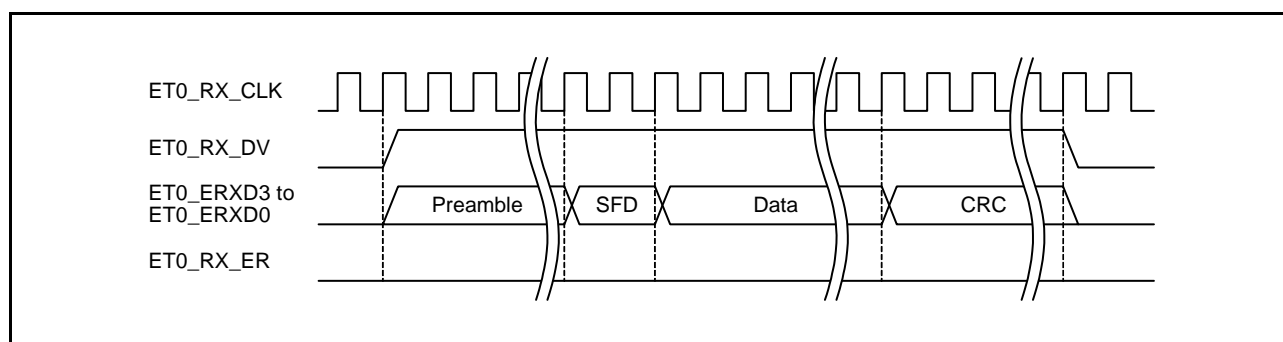 ET0_RX_CLK
ET0_RX_DV
ET0_ERXD3 to
ET0_ERXD0
Preamble
SFD
Data
CRC
ET0_RX_ER